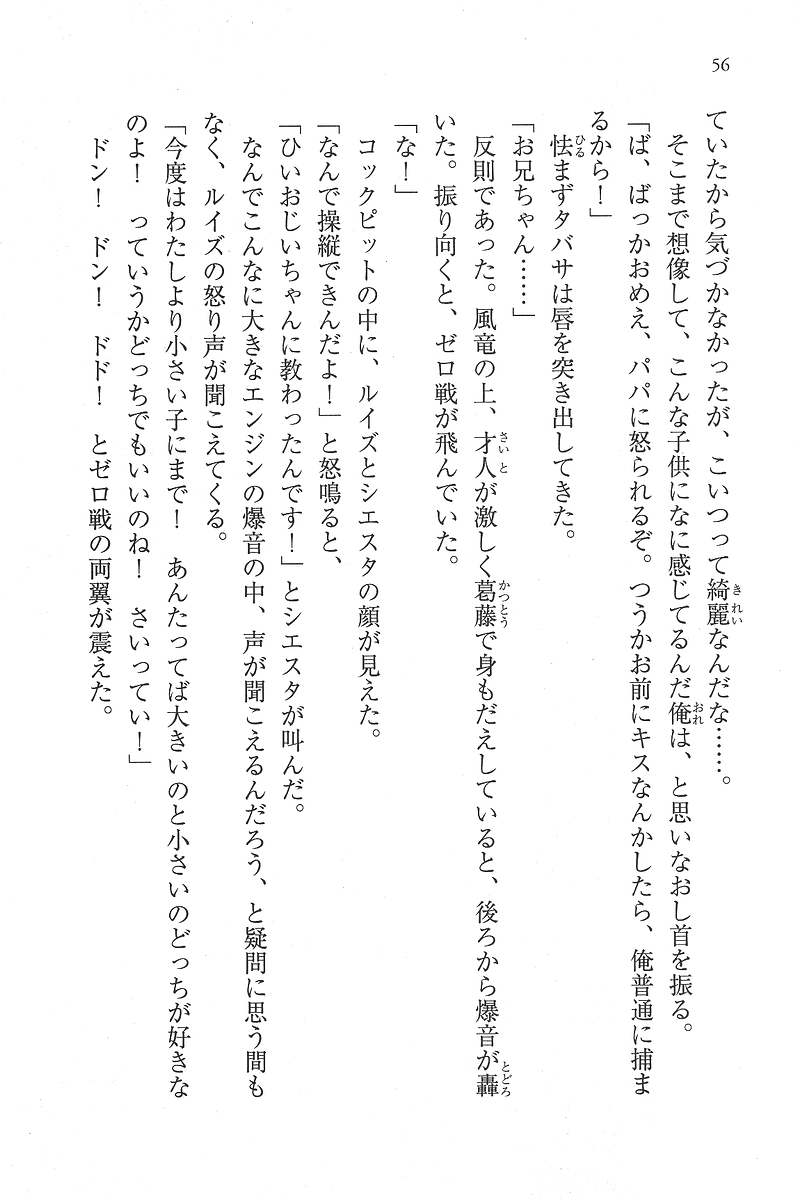 56
ていたから気づかなかったが、こいつって綺麗なんだな……。
　そこまで想像して、こんな子供になに感じてるんだ俺は、と思いなおし首を振る。
「ば、ばっかおめえ、パパに怒られるぞ。つうかお前にキスなんかしたら、俺普通に捕ま
るから！」
　怯まずタバサは唇を突き出してきた。
「お兄ちゃん……」
　反則であった。風竜の上、才人が激しく葛藤で身もだえしていると、後ろから爆音が轟
いた。振り向くと、ゼロ戦が飛んでいた。
「な！」
　コックピットの中に、ルイズとシエスタの顔が見えた。
「なんで操縦できんだよ！」と怒鳴ると、
「ひいおじいちゃんに教わったんです！」とシエスタが叫んだ。
　なんでこんなに大きなエンジンの爆音の中、声が聞こえるんだろう、と疑問に思う間も
なく、ルイズの怒り声が聞こえてくる。
「今度はわたしより小さい子にまで！　あんたってば大きいのと小さいのどっちが好きな
のよ！　っていうかどっちでもいいのね！　さいってい！」
　ドン！　ドン！　ドド！　とゼロ戦の両翼が震えた。